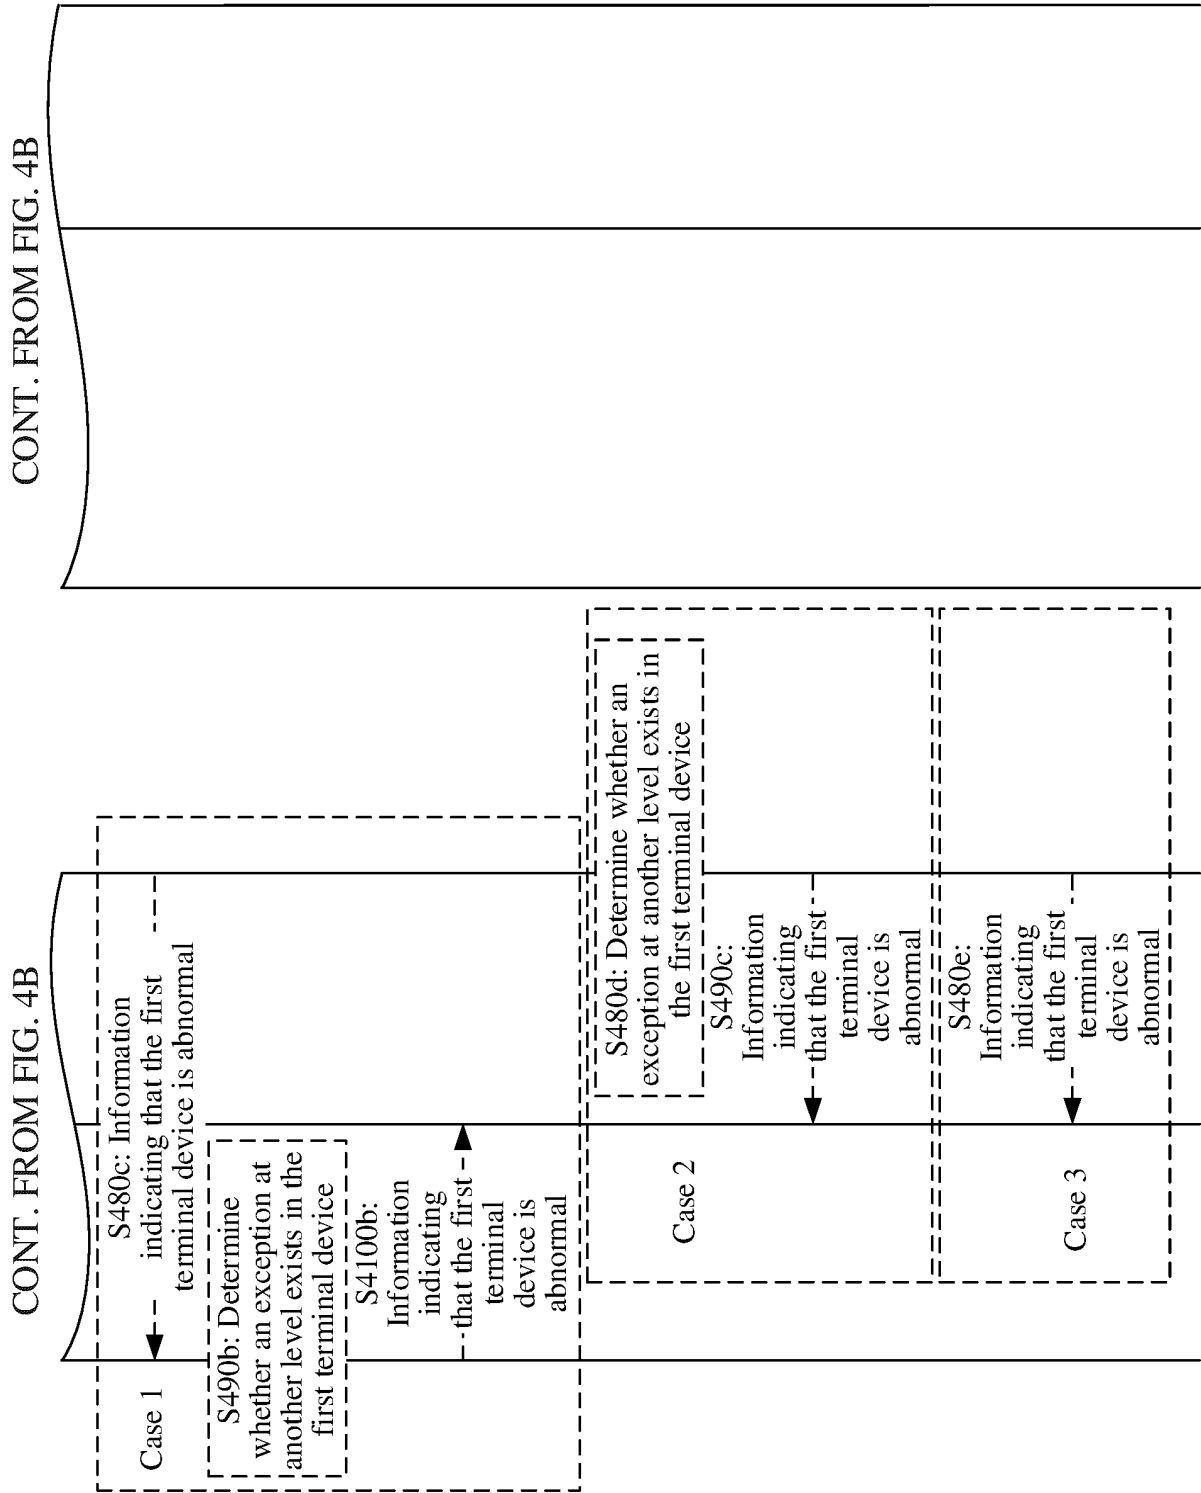 CONT. FROM FIG. 4B
CONT. FROM FIG. 4B
Case 1
S480c: Information
indicating that the first
terminal device is abnormal
S490b: Determine
whether an exception at
another level exists in the
first terminal device
S4100b:
Information
indicating
that the first
terminal
device is
abnormal
Case 2
S480d: Determine whether an
exception at another level exists in
the first terminal device
S490c:
Information
indicating
that the first
terminal
device is
abnormal
Case 3
S480e:
Information
indicating
that the first
terminal
device is
abnormal